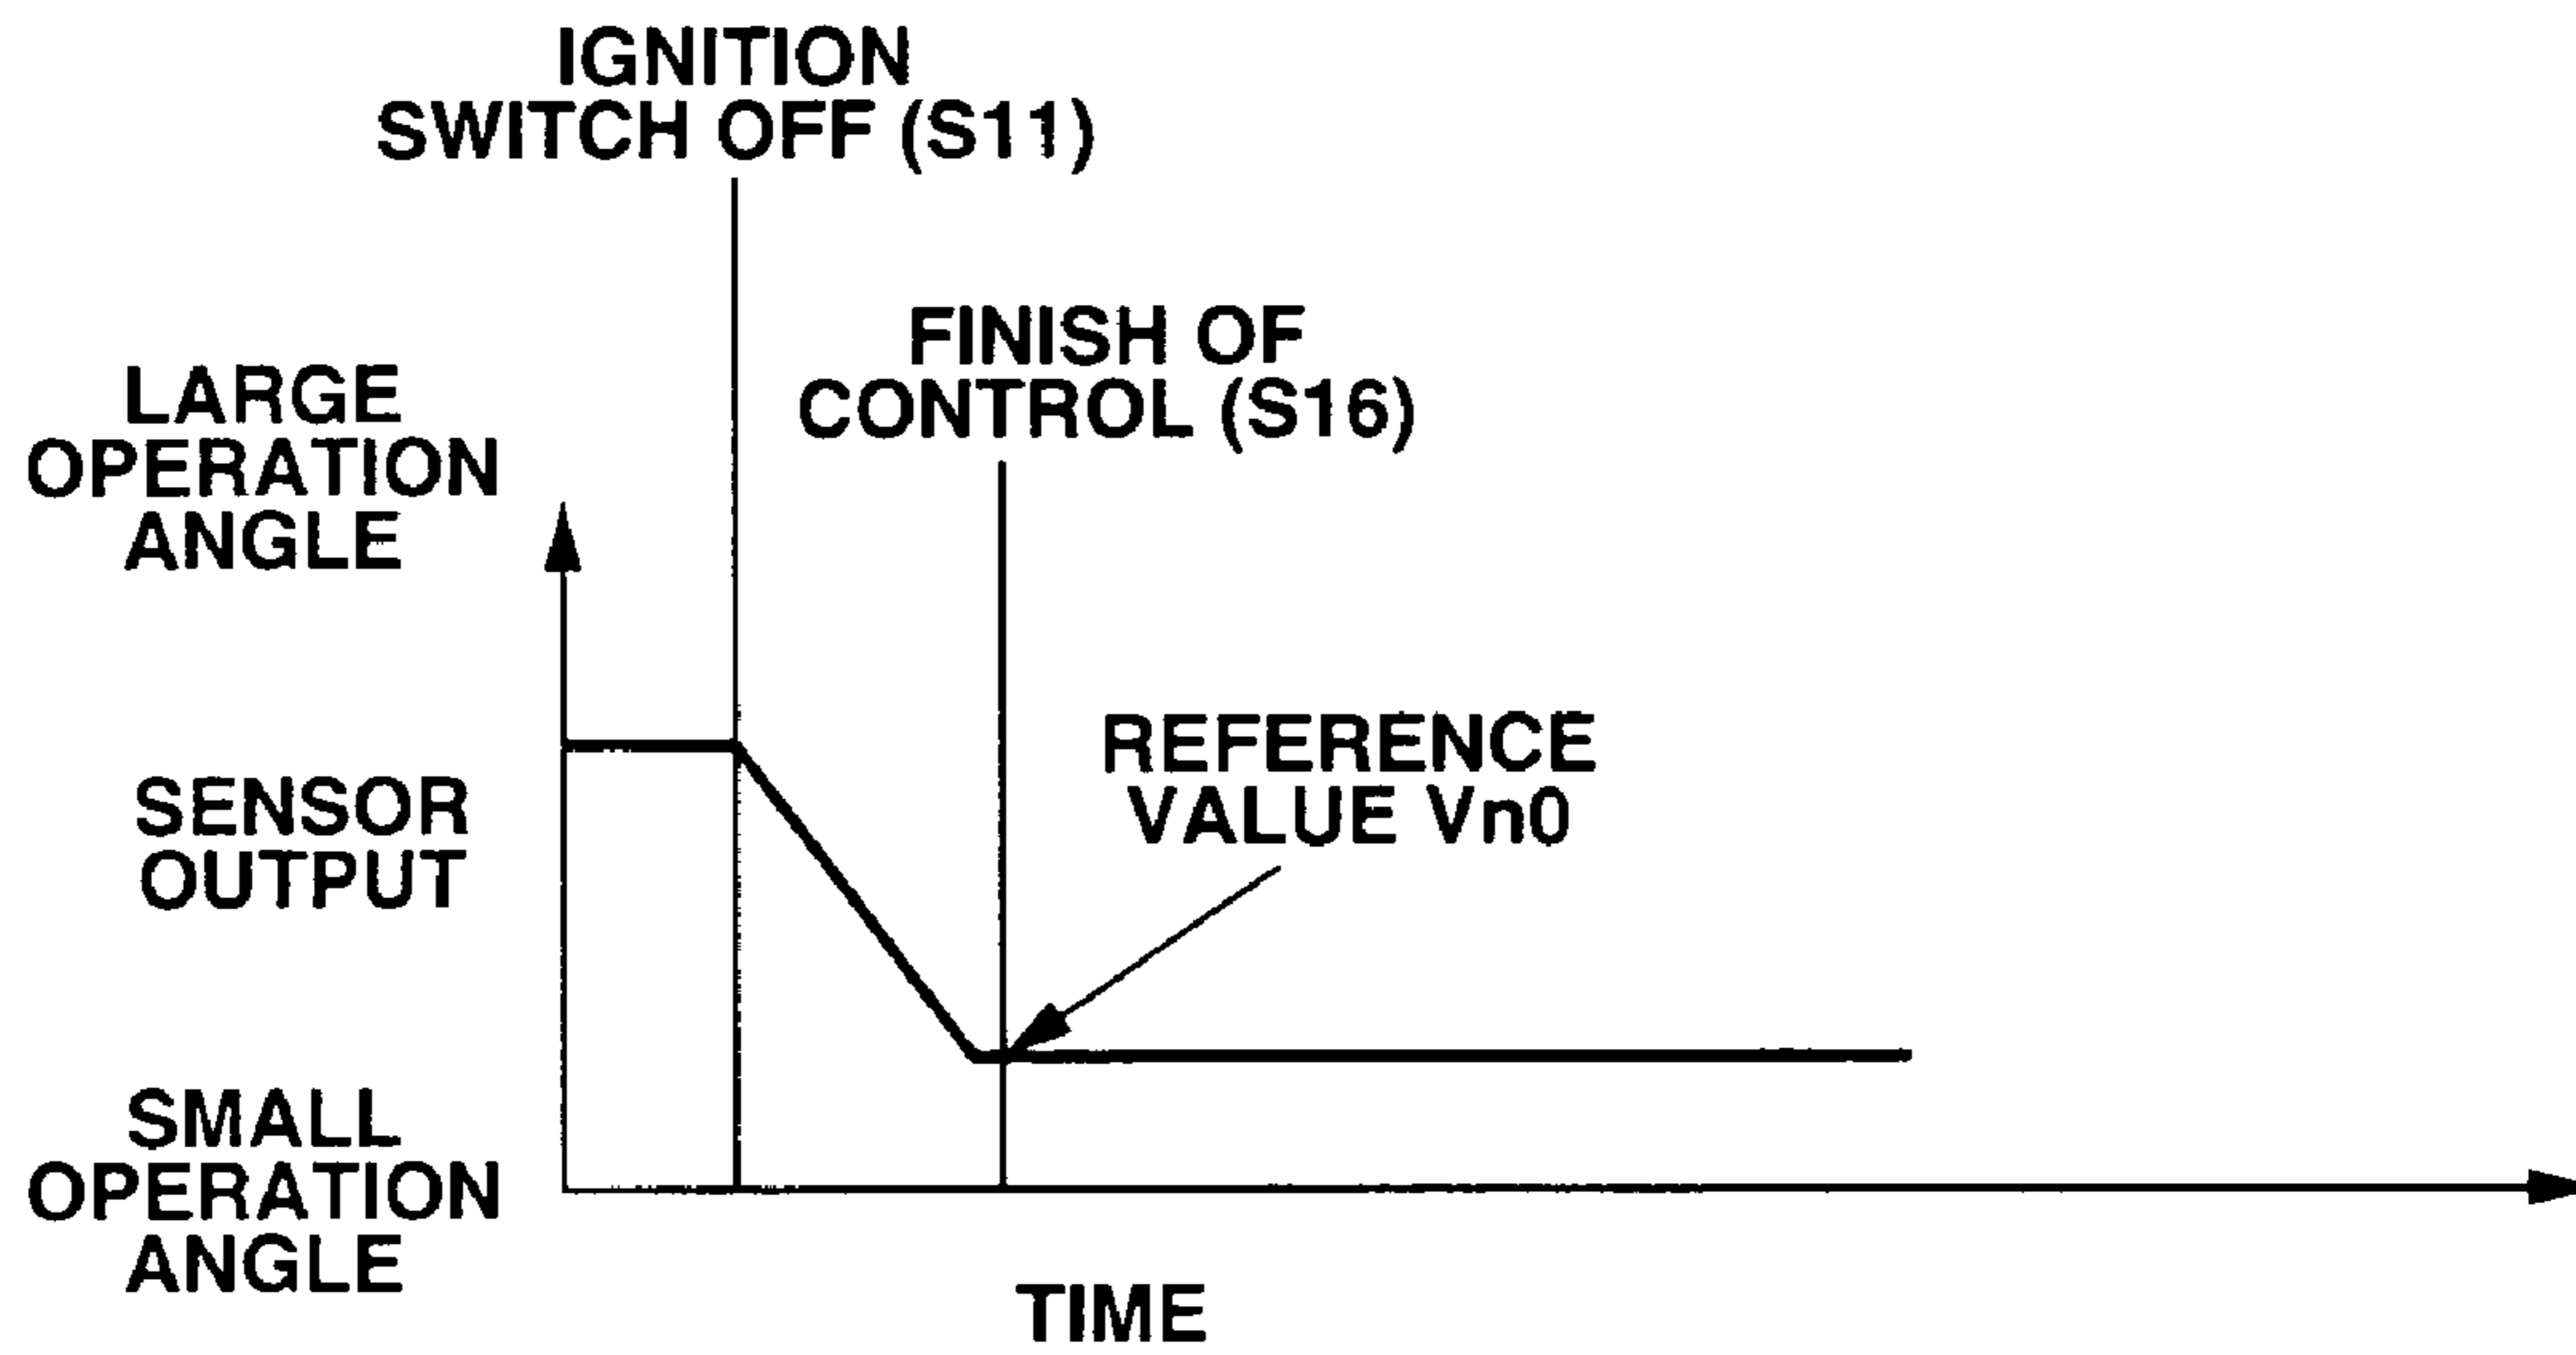 IGNITION
SWITCH OFF (S11)
FINISH OF
CONTROL (S16)
LARGE
OPERATION
ANGLE
REFERENCE
VALUE Vn0
SENSOR
OUTPUT
SMALL
OPERATION
ANGLE
TIME